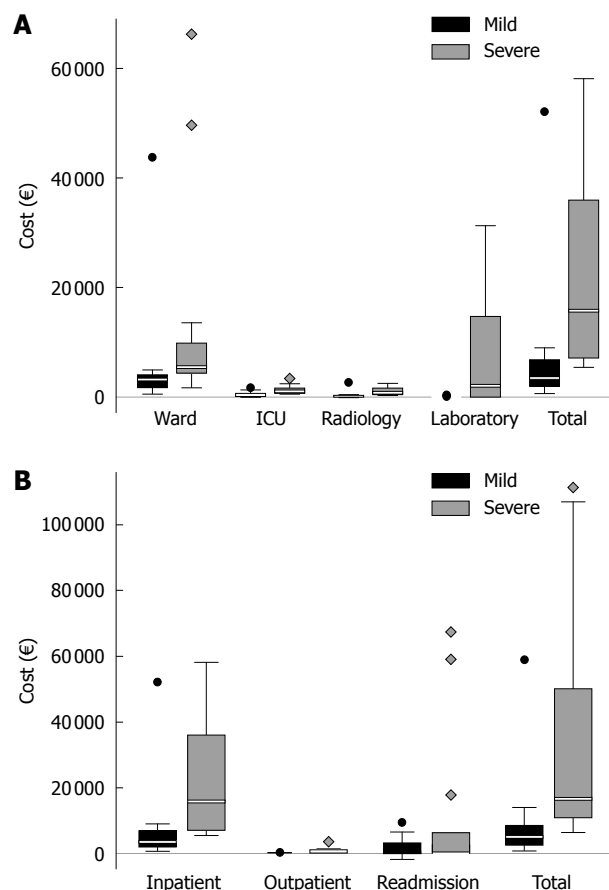 A
Mild
Severe
Cost (€)
60 000
40 000
20 000
0
Ward ICU Radiology Laboratory Total
B
Mild
Severe
Cost (€)
100 000
80 000
60 000
40 000
20 000
0
Inpatient Outpatient Readmission Total